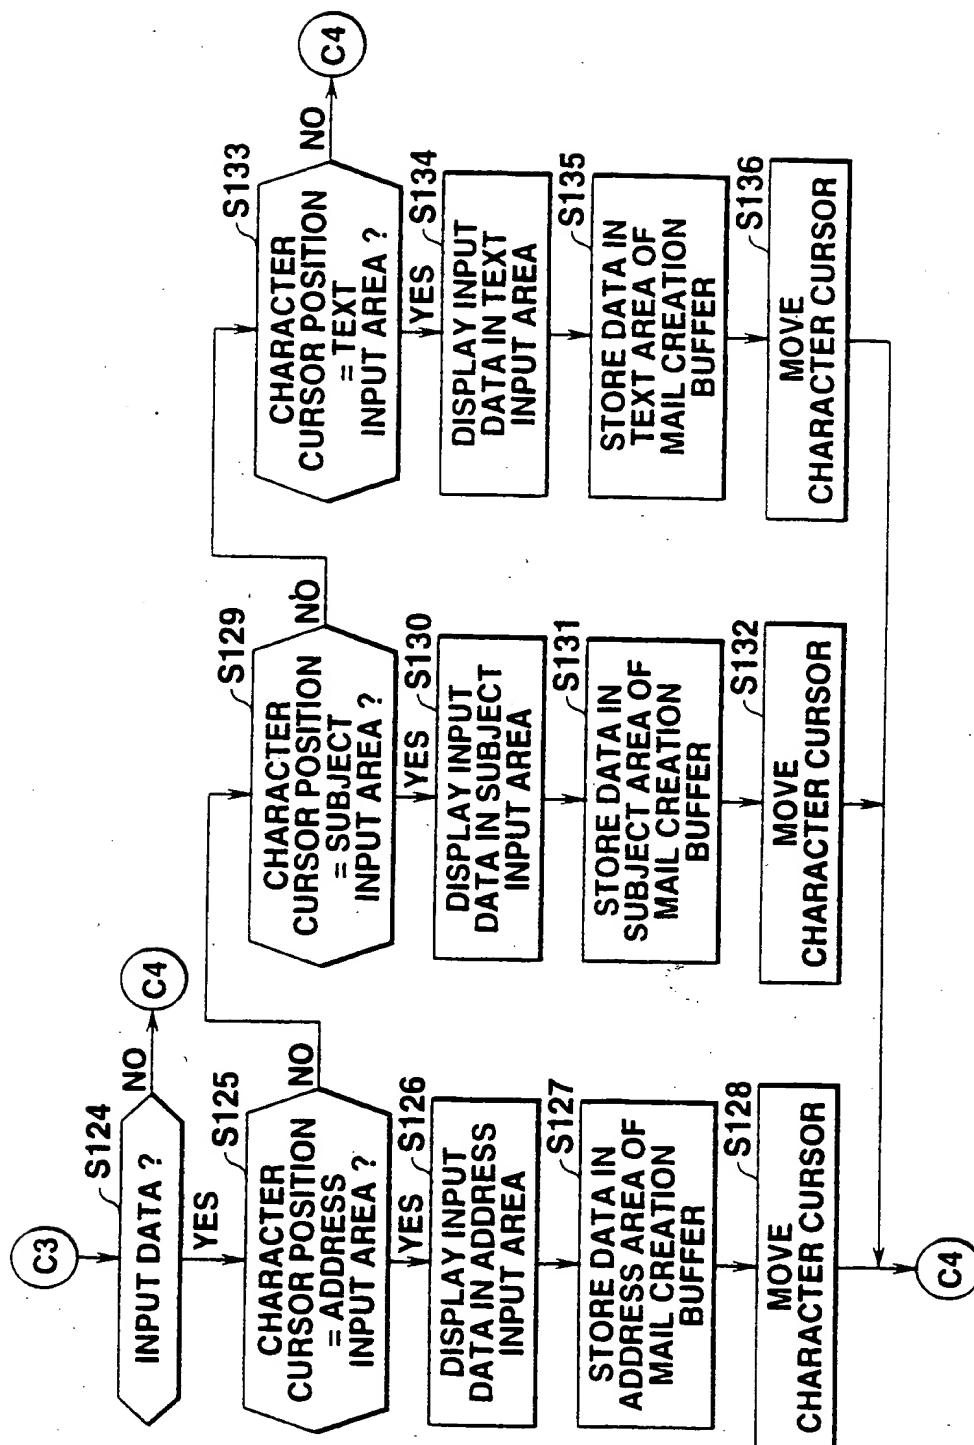 C3
S124
INPUT DATA ?
NO
C4
YES
S125
CHARACTER
CURSOR POSITION
= ADDRESS
INPUT AREA ?
NO
YES
S126
DISPLAY INPUT
DATA IN ADDRESS
INPUT AREA
S127
STORE DATA IN
ADDRESS AREA OF
MAIL CREATION
BUFFER
S128
MOVE
CHARACTER CURSOR
C4
S129
CHARACTER
CURSOR POSITION
= SUBJECT
INPUT AREA ?
NO
YES
S130
DISPLAY INPUT
DATA IN SUBJECT
INPUT AREA
S131
STORE DATA IN
SUBJECT AREA OF
MAIL CREATION
BUFFER
S132
MOVE
CHARACTER CURSOR
S133
CHARACTER
CURSOR POSITION
= TEXT
INPUT AREA ?
NO
C4
YES
S134
DISPLAY INPUT
DATA IN TEXT
INPUT AREA
S135
STORE DATA IN
TEXT AREA OF
MAIL CREATION
BUFFER
S136
MOVE
CHARACTER CURSOR